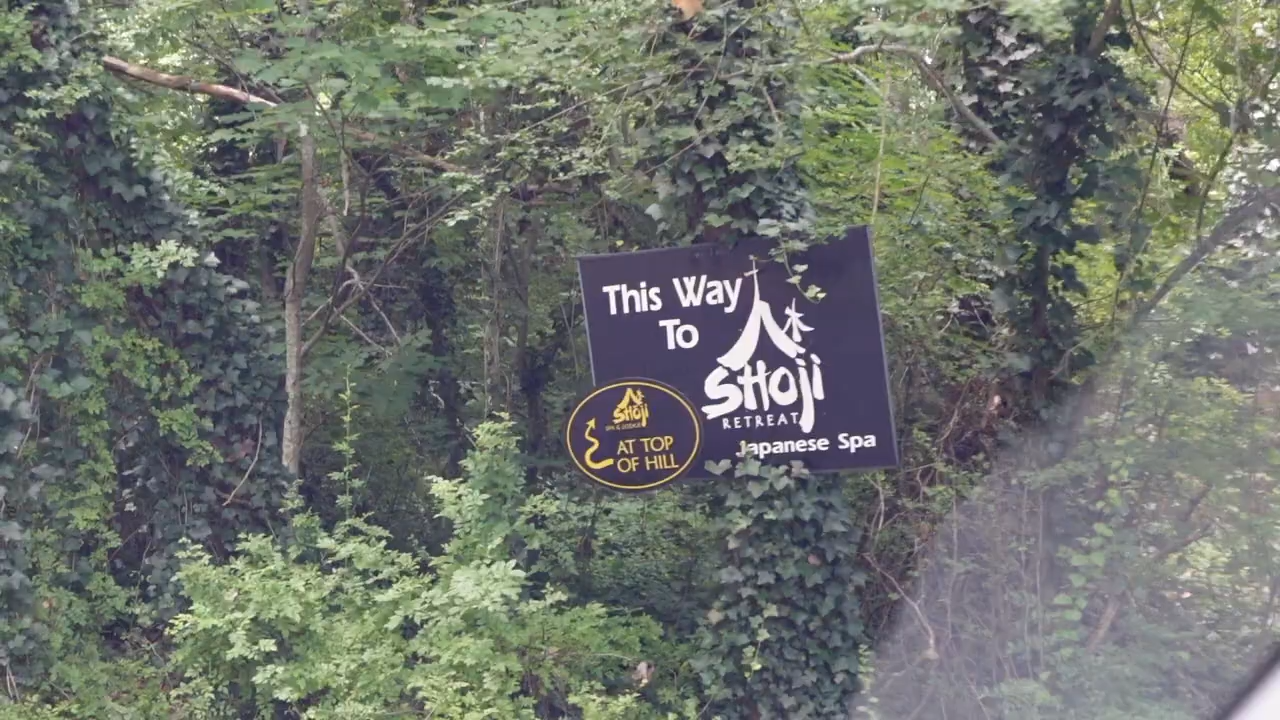 This Way
To
SHOji
RETREAT
Japanese Spa
SHOji
SPA & LODGE
AT TOP
OF HILL